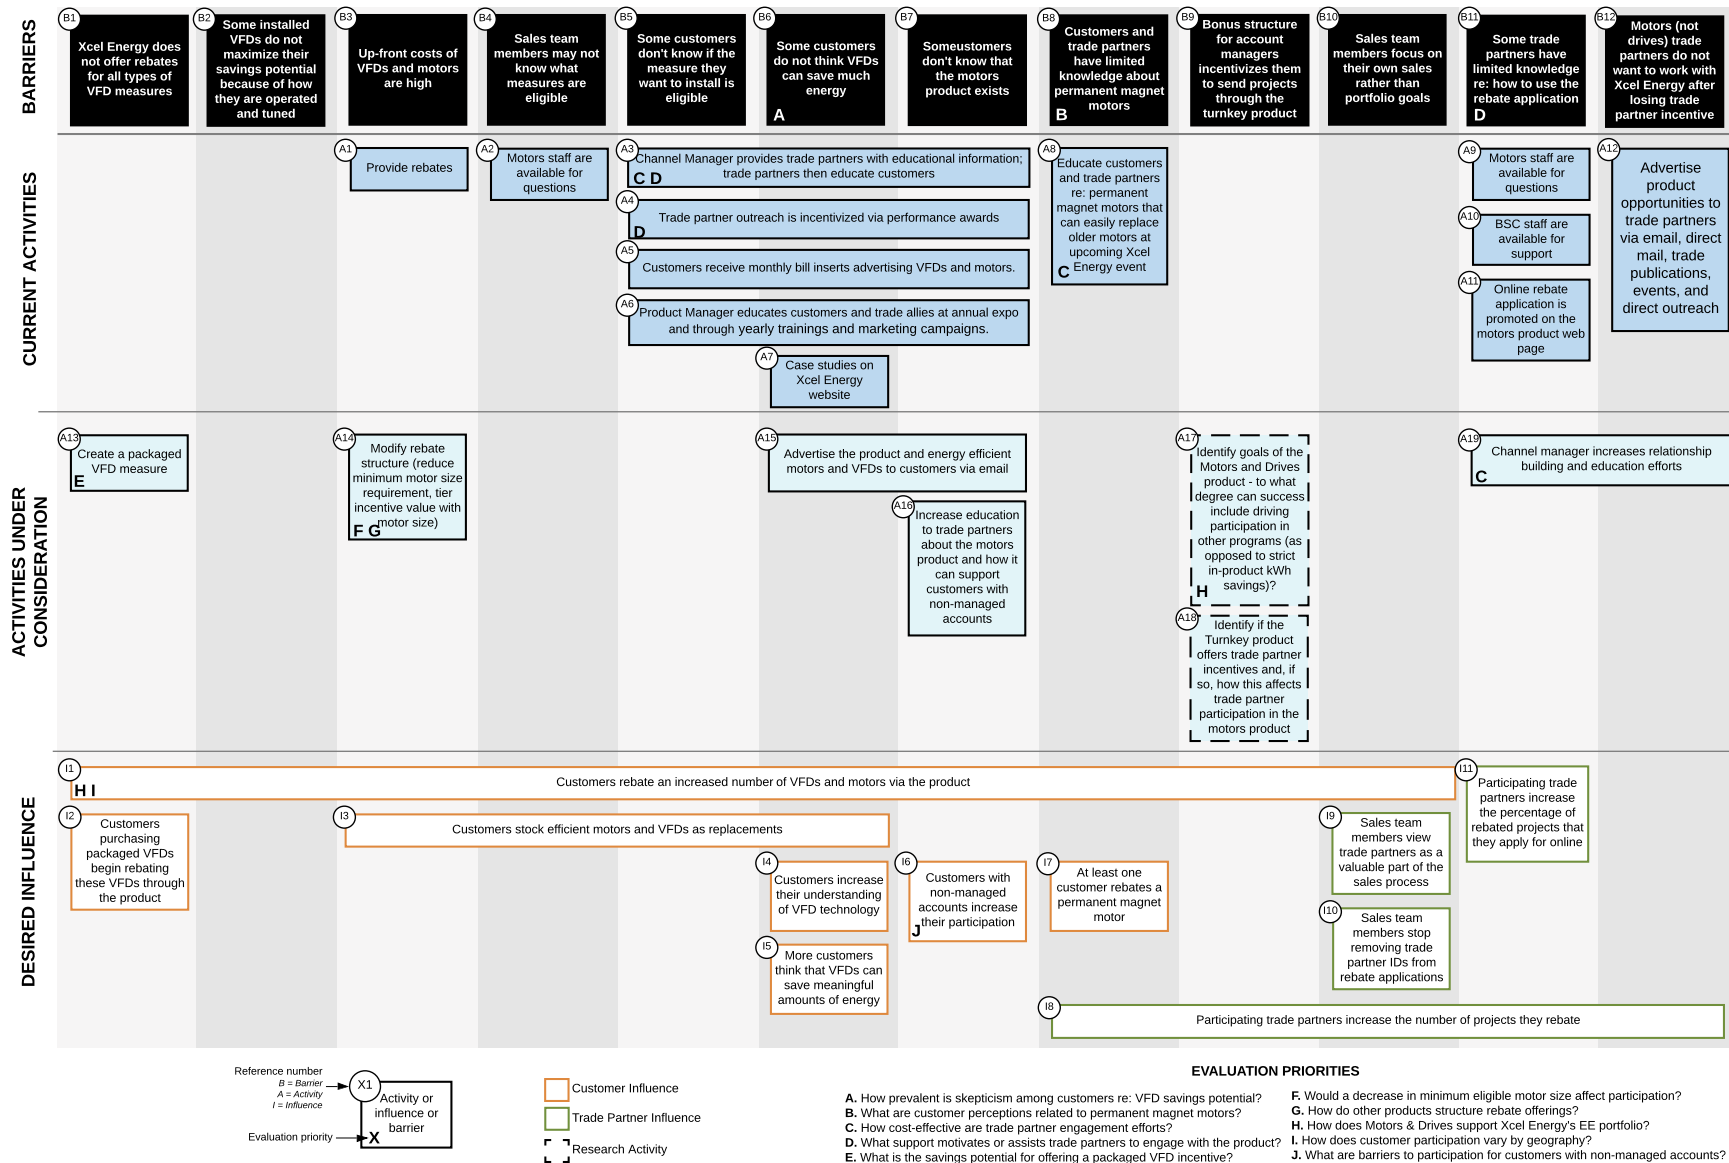 BARRIERS
B1
Xcel Energy does
not offer rebates
for all types of
VFD measures
B2
Some installed
VFDs do not
maximize their
savings potential
because of how
they are operated
and tuned
B3
Up-front costs of
VFDs and motors
are high
B4
Sales team
members may not
know what
measures are
eligible
B5
Some customers
don't know if the
measure they
want to install is
eligible
B6
Some customers
do not think VFDs
can save much
energy
A
B7
Someustomers
don't know that
the motors
product exists
B8
Customers and
trade partners
have limited
knowledge about
permanent magnet
motors
B
B9
Bonus structure
for account
managers
incentivizes them
to send projects
through the
turnkey product
B10
Sales team
members focus on
their own sales
rather than
portfolio goals
B11
Some trade
partners have
limited knowledge
re: how to use the
rebate application
D
B12
Motors (not
drives) trade
partners do not
want to work with
Xcel Energy after
losing trade
partner incentive
CURRENT ACTIVITIES
A1
Provide rebates
A2
Motors staff are
available for
questions
A3
Channel Manager provides trade partners with educational information;
trade partners then educate customers
C D
A4
Trade partner outreach is incentivized via performance awards
D
A5
Customers receive monthly bill inserts advertising VFDs and motors.
A6
Product Manager educates customers and trade allies at annual expo
and through yearly trainings and marketing campaigns.
A7
Case studies on
Xcel Energy
website
A8
Educate customers
and trade partners
re: permanent
magnet motors that
can easily replace
older motors at
upcoming Xcel
Energy event
C
A9
Motors staff are
available for
questions
A10
BSC staff are
available for
support
A11
Online rebate
application is
promoted on the
motors product web
page
A12
Advertise
product
opportunities to
trade partners
via email, direct
mail, trade
publications,
events, and
direct outreach
ACTIVITIES UNDER
CONSIDERATION
A13
Create a packaged
VFD measure
E
A14
Modify rebate
structure (reduce
minimum motor size
requirement, tier
incentive value with
motor size)
F G
A15
Advertise the product and energy efficient
motors and VFDs to customers via email
A16
Increase education
to trade partners
about the motors
product and how it
can support
customers with
non-managed
accounts
A17
Identify goals of the
Motors and Drives
product - to what
degree can success
include driving
participation in
other programs (as
opposed to strict
in-product kWh
savings)?
H
A18
Identify if the
Turnkey product
offers trade partner
incentives and, if
so, how this affects
trade partner
participation in the
motors product
A19
Channel manager increases relationship
building and education efforts
C
DESIRED INFLUENCE
I1
Customers rebate an increased number of VFDs and motors via the product
H I
I2
Customers
purchasing
packaged VFDs
begin rebating
these VFDs through
the product
I3
Customers stock efficient motors and VFDs as replacements
I4
Customers increase
their understanding
of VFD technology
I5
More customers
think that VFDs can
save meaningful
amounts of energy
I6
Customers with
non-managed
accounts increase
their participation
J
I7
At least one
customer rebates a
permanent magnet
motor
I8
Participating trade partners increase the number of projects they rebate
I9
Sales team
members view
trade partners as a
valuable part of the
sales process
I10
Sales team
members stop
removing trade
partner IDs from
rebate applications
I11
Participating trade
partners increase
the percentage of
rebated projects that
they apply for online
Reference number
B = Barrier
A = Activity
I = Influence
X1
Activity or
influence or
barrier
Evaluation priority
X
Customer Influence
Trade Partner Influence
Research Activity
EVALUATION PRIORITIES
A. How prevalent is skepticism among customers re: VFD savings potential?
B. What are customer perceptions related to permanent magnet motors?
C. How cost-effective are trade partner engagement efforts?
D. What support motivates or assists trade partners to engage with the product?
E. What is the savings potential for offering a packaged VFD incentive?
F. Would a decrease in minimum eligible motor size affect participation?
G. How do other products structure rebate offerings?
H. How does Motors & Drives support Xcel Energy's EE portfolio?
I. How does customer participation vary by geography?
J. What are barriers to participation for customers with non-managed accounts?